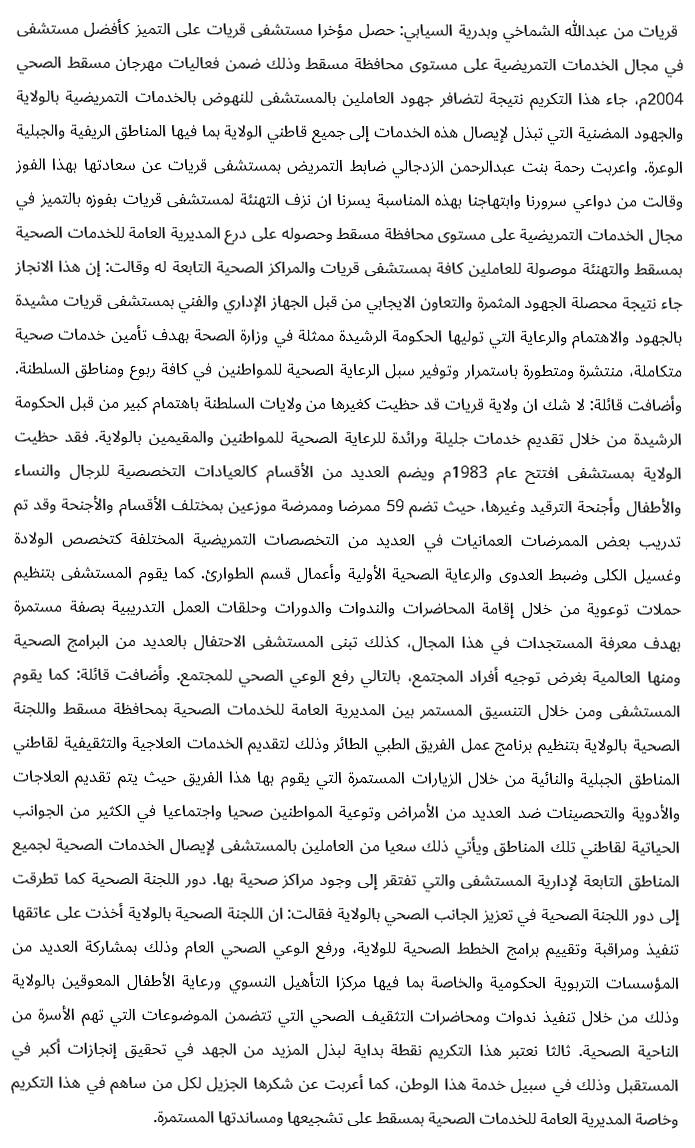 قريات من عبدالله الشماخي وبدرية السيابي: حصل مؤخرا مستشفى قريات على التميز كأفضل مستشفى
في مجال الخدمات التمريضية على مستوى محافظة مسقط وذلك ضمن فعاليات مهرجان مسقط الصحي
2004م، جاء هذا التكريم نتيجة لتضافر جهود العاملين بالمستشفى للنهوض بالخدمات التمريضية بالولاية
والجهود المضنية التي تبذل لإيصال هذه الخدمات إلى جميع قاطني الولاية بما فيها المناطق الريفية والجبلية
الوعرة. واعربت رحمة بنت عبدالرحمن الزدجالي ضابط التمريض بمستشفى قريات عن سعادتها بهذا الفوز
وقالت من دواعي سرورنا وابتهاجنا بهذه المناسبة يسرنا ان نزف التهنئة لمستشفى قريات بفوزه بالتميز في
مجال الخدمات التمريضية على مستوى محافظة مسقط وحصوله على درع المديرية العامة للخدمات الصحية
بمسقط والتهنئة موصولة للعاملين كافة بمستشفى قريات والمراكز الصحية التابعة له وقالت: إن هذا الانجاز
جاء نتيجة محصلة الجهود المثمرة والتعاون الايجابي من قبل الجهاز الإداري والفني بمستشفى قريات مشيدة
بالجهود والاهتمام والرعاية التي توليها الحكومة الرشيدة ممثلة في وزارة الصحة بهدف تأمين خدمات صحية
متكاملة، منتشرة ومتطورة باستمرار وتوفير سبل الرعاية الصحية للمواطنين في كافة ربوع ومناطق السلطنة.
وأضافت قائلة: لا شك ان ولاية قريات قد حظيت كغيرها من ولايات السلطنة باهتمام كبير من قبل الحكومة
الرشيدة من خلال تقديم خدمات جليلة ورائدة للرعاية الصحية للمواطنين والمقيمين بالولاية. فقد حظيت
الولاية بمستشفى افتتح عام 1983م ويضم العديد من الأقسام كالعيادات التخصصية للرجال والنساء
والأطفال وأجنحة الترقيد وغيرها، حيث تضم 59 ممرضا وممرضة موزعين بمختلف الأقسام والأجنحة وقد تم
تدريب بعض الممرضات العمانيات في العديد من التخصصات التمريضية المختلفة كتخصص الولادة
وغسيل الكلى وضبط العدوى والرعاية الصحية الأولية وأعمال قسم الطوارئ. كما يقوم المستشفى بتنظيم
حملات توعوية من خلال إقامة المحاضرات والندوات والدورات وحلقات العمل التدريبية بصفة مستمرة
بهدف معرفة المستجدات في هذا المجال، كذلك تبنى المستشفى الاحتفال بالعديد من البرامج الصحية
ومنها العالمية بغرض توجيه أفراد المجتمع، بالتالي رفع الوعي الصحي للمجتمع. وأضافت قائلة: كما يقوم
المستشفى ومن خلال التنسيق المستمر بين المديرية العامة للخدمات الصحية بمحافظة مسقط واللجنة
الصحية بالولاية بتنظيم برنامج عمل الفريق الطبي الطائر وذلك لتقديم الخدمات العلاجية والتثقيفية لقاطني
المناطق الجبلية والنائية من خلال الزيارات المستمرة التي يقوم بها هذا الفريق حيث يتم تقديم العلاجات
والأدوية والتحصينات ضد العديد من الأمراض وتوعية المواطنين صحيا واجتماعيا في الكثير من الجوانب
الحياتية لقاطني تلك المناطق ويأتي ذلك سعيا من العاملين بالمستشفى لإيصال الخدمات الصحية لجميع
المناطق التابعة لإدارية المستشفى والتي تفتقر إلى وجود مراكز صحية بها. دور اللجنة الصحية كما تطرقت
إلى دور اللجنة الصحية في تعزيز الجانب الصحي بالولاية فقالت: ان اللجنة الصحية بالولاية أخذت على عاتقها
تنفيذ ومراقبة وتقييم برامج الخطط الصحية للولاية، ورفع الوعي الصحي العام وذلك بمشاركة العديد من
المؤسسات التربوية الحكومية والخاصة بما فيها مركزا التأهيل النسوي ورعاية الأطفال المعوقين بالولاية
وذلك من خلال تنفيذ ندوات ومحاضرات التثقيف الصحي التي تتضمن الموضوعات التي تهم الأسرة من
الناحية الصحية. ثالثا نعتبر هذا التكريم نقطة بداية لبذل المزيد من الجهد في تحقيق إنجازات أكبر في
المستقبل وذلك في سبيل خدمة هذا الوطن، كما أعربت عن شكرها الجزيل لكل من ساهم في هذا التكريم
وخاصة المديرية العامة للخدمات الصحية بمسقط على تشجيعها ومساندتها المستمرة.